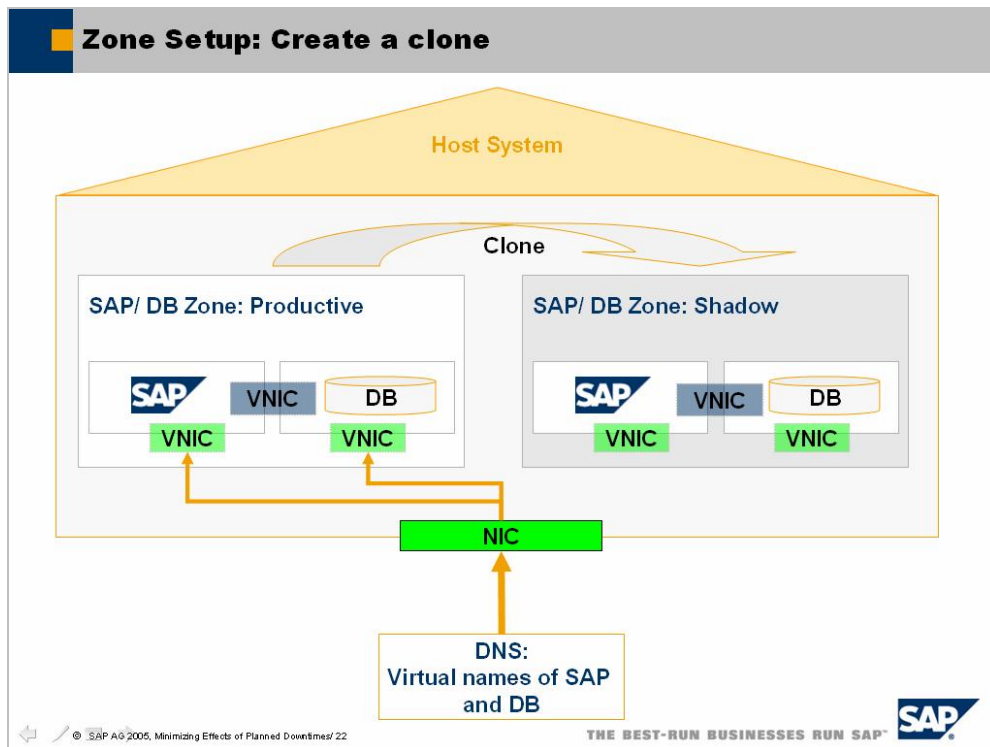 Zone Setup: Create a clone
Host System
Clone
SAP/ DB Zone: Productive
SAP/ DB Zone: Shadow
SAP
VNIC
DB
SAP
VNIC
DB
VNIC
VNIC
VNIC
VNIC
NIC
DNS:
Virtual names of SAP
and DB
© SAP AG 2005, Minimizing Effects of Planned Downtimes/ 22
THE BEST-RUN BUSINESSES RUN SAP™
SAP®